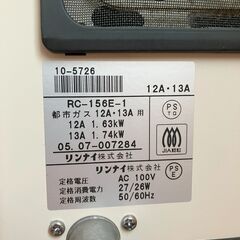 10-5726
12A・13A
RC-156E-1
都市ガス 12A・13A 用
12A 1.63kW
13A 1.74kW
05.07-007284
リンナイ株式会社
PS
TG
JIA
リンナイ株式会社
PS
E
定格電圧 AC 100V
定格消費電力 27/26W
定格周波数 50/60Hz